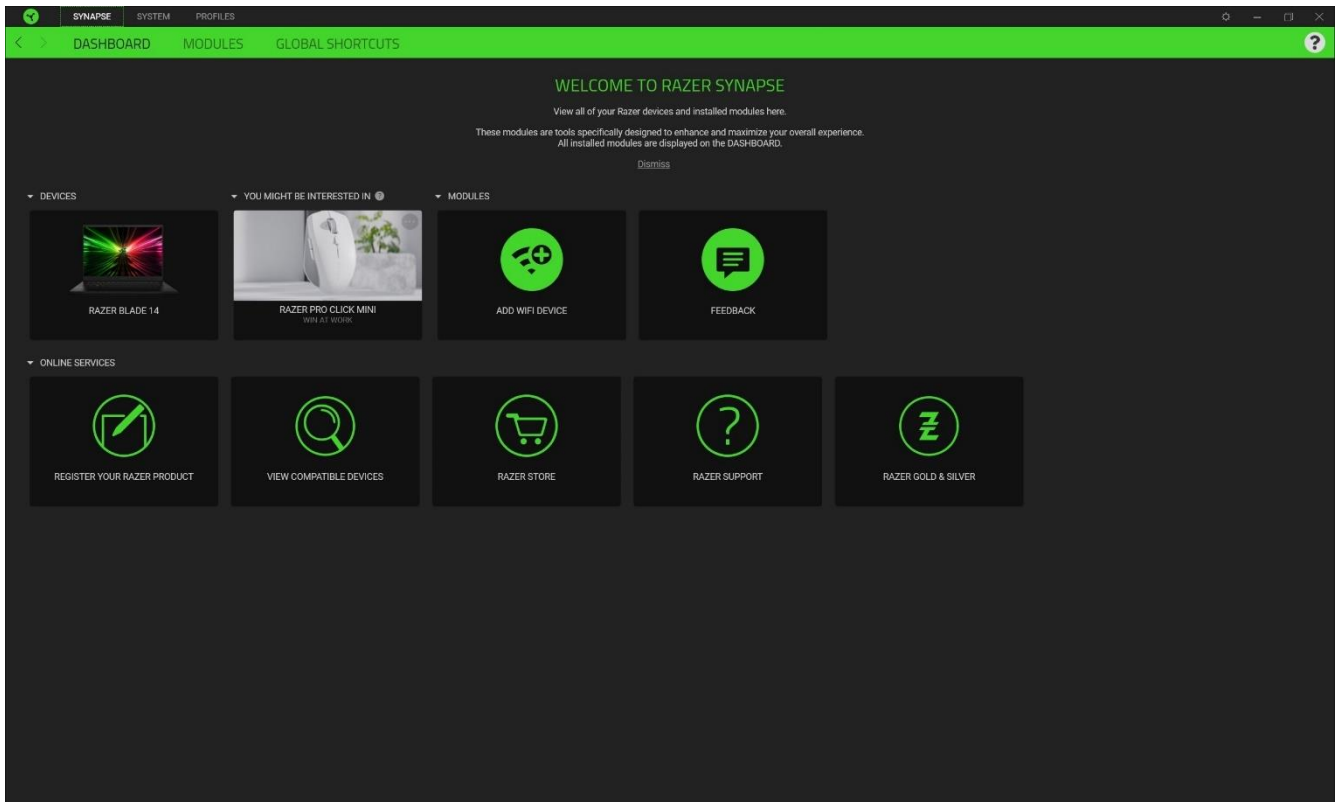 SYNAPSE SYSTEM PROFILES
DASHBOARD MODULES GLOBAL SHORTCUTS ?
WELCOME TO RAZER SYNAPSE
View all of your Razer devices and installed modules here.
These modules are tools specifically designed to enhance and maximize your overall experience.
All installed modules are displayed on the DASHBOARD.
Dismiss
DEVICES
YOU MIGHT BE INTERESTED IN ?
MODULES
RAZER BLADE 14
RAZER PRO CLICK MINI
WIN AT WORK
ADD WIFI DEVICE
FEEDBACK
ONLINE SERVICES
REGISTER YOUR RAZER PRODUCT
VIEW COMPATIBLE DEVICES
RAZER STORE
?
RAZER SUPPORT
RAZER GOLD & SILVER